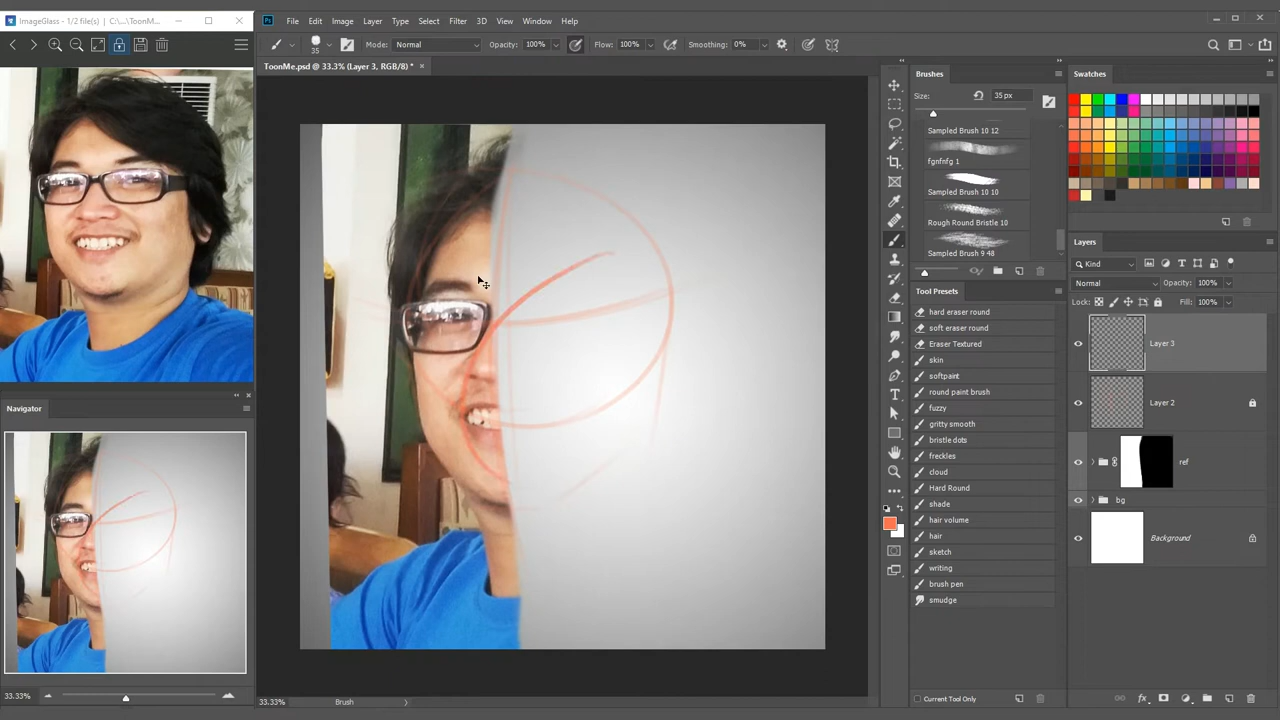 ImageGlass - 1/2 file(s) | C:\...\ToonM...
File Edit Image Layer Type Select Filter 3D View Window Help
35 Mode: Normal Opacity: 100% Flow: 100% Smoothing: 0%
ToonMe.psd @ 33.3% (Layer 3, RGB/8) *
Brushes
Size: 35 px
Sampled Brush 10 12
fgnfnfg 1
Sampled Brush 10 10
Rough Round Bristle 10
Sampled Brush 9 48
Tool Presets
hard eraser round
soft eraser round
Eraser Textured
skin
softpaint
round paint brush
fuzzy
gritty smooth
bristle dots
freckles
cloud
Hard Round
shade
hair volume
hair
sketch
writing
brush pen
smudge
Current Tool Only
Swatches
Layers
Kind
Normal Opacity: 100%
Lock: Fill: 100%
Layer 3
Layer 2
ref
bg
Background
Navigator
33.33%
33.33% Brush